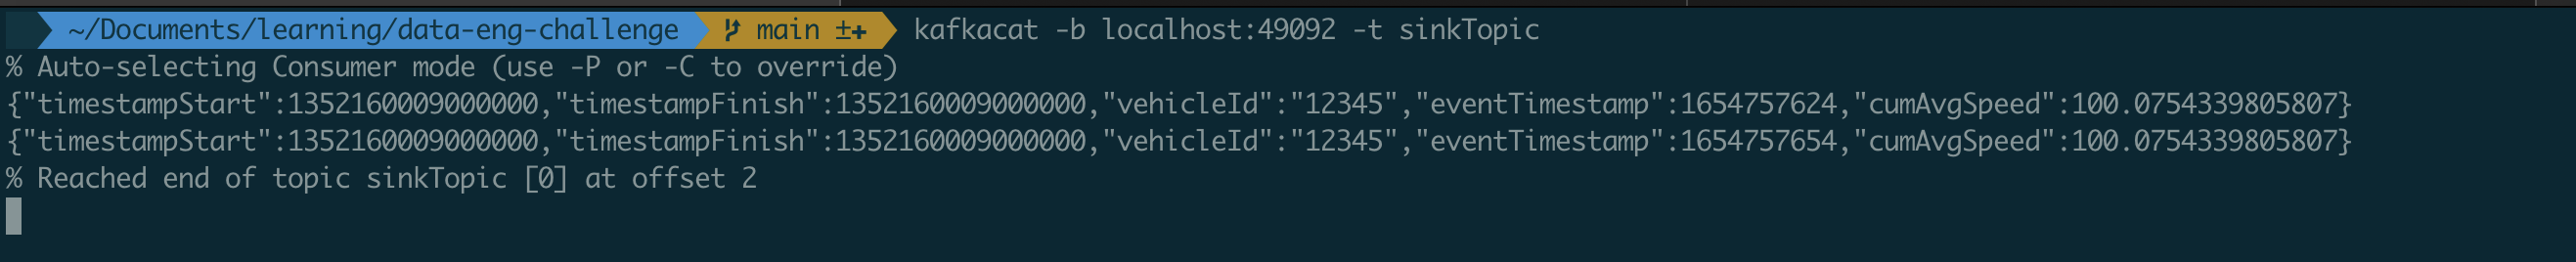 ~/Documents/learning/data-eng-challenge main ±+ kafkacat -b localhost:49092 -t sinkTopic
% Auto-selecting Consumer mode (use -P or -C to override)
{"timestampStart":1352160009000000,"timestampFinish":1352160009000000,"vehicleId":"12345","eventTimestamp":1654757624,"cumAvgSpeed":100.0754339805807}
{"timestampStart":1352160009000000,"timestampFinish":1352160009000000,"vehicleId":"12345","eventTimestamp":1654757654,"cumAvgSpeed":100.0754339805807}
% Reached end of topic sinkTopic [0] at offset 2